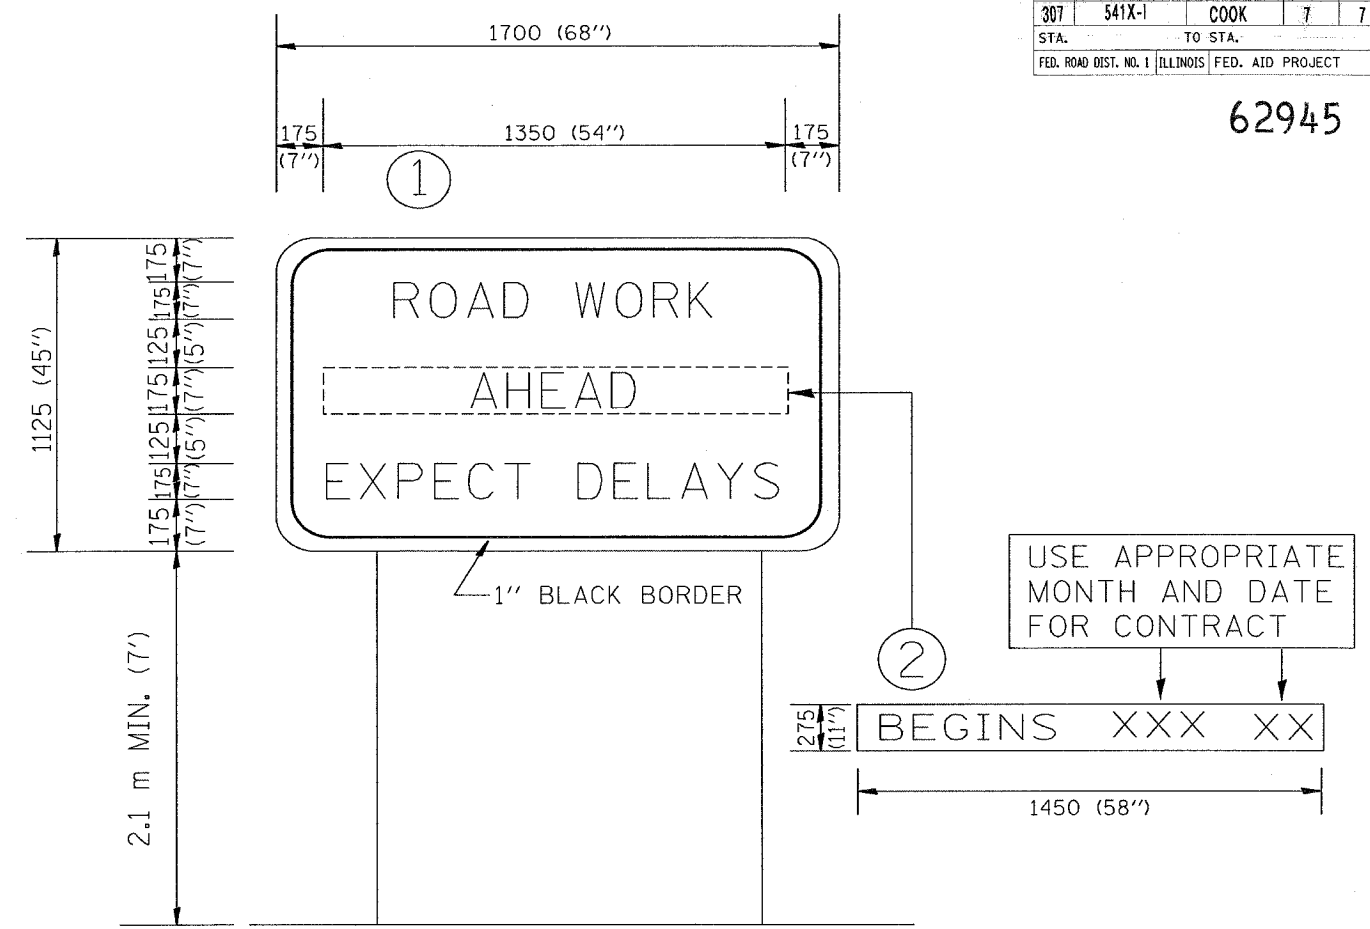 307 541X-1 COOK 7 7
STA. TO STA.
FED. ROAD DIST. NO. 1 ILLINOIS FED. AID PROJECT
62945
1700 (68")
175 (7")
1350 (54")
175 (7")
1
1125 (45")
175 (7")
175 (7")
125 (5")
175 (7")
125 (5")
175 (7")
175 (7")
ROAD WORK
AHEAD
EXPECT DELAYS
1" BLACK BORDER
2.1 m MIN. (7')
2
USE APPROPRIATE
MONTH AND DATE
FOR CONTRACT
275 (11")
BEGINS XXX XX
1450 (58")